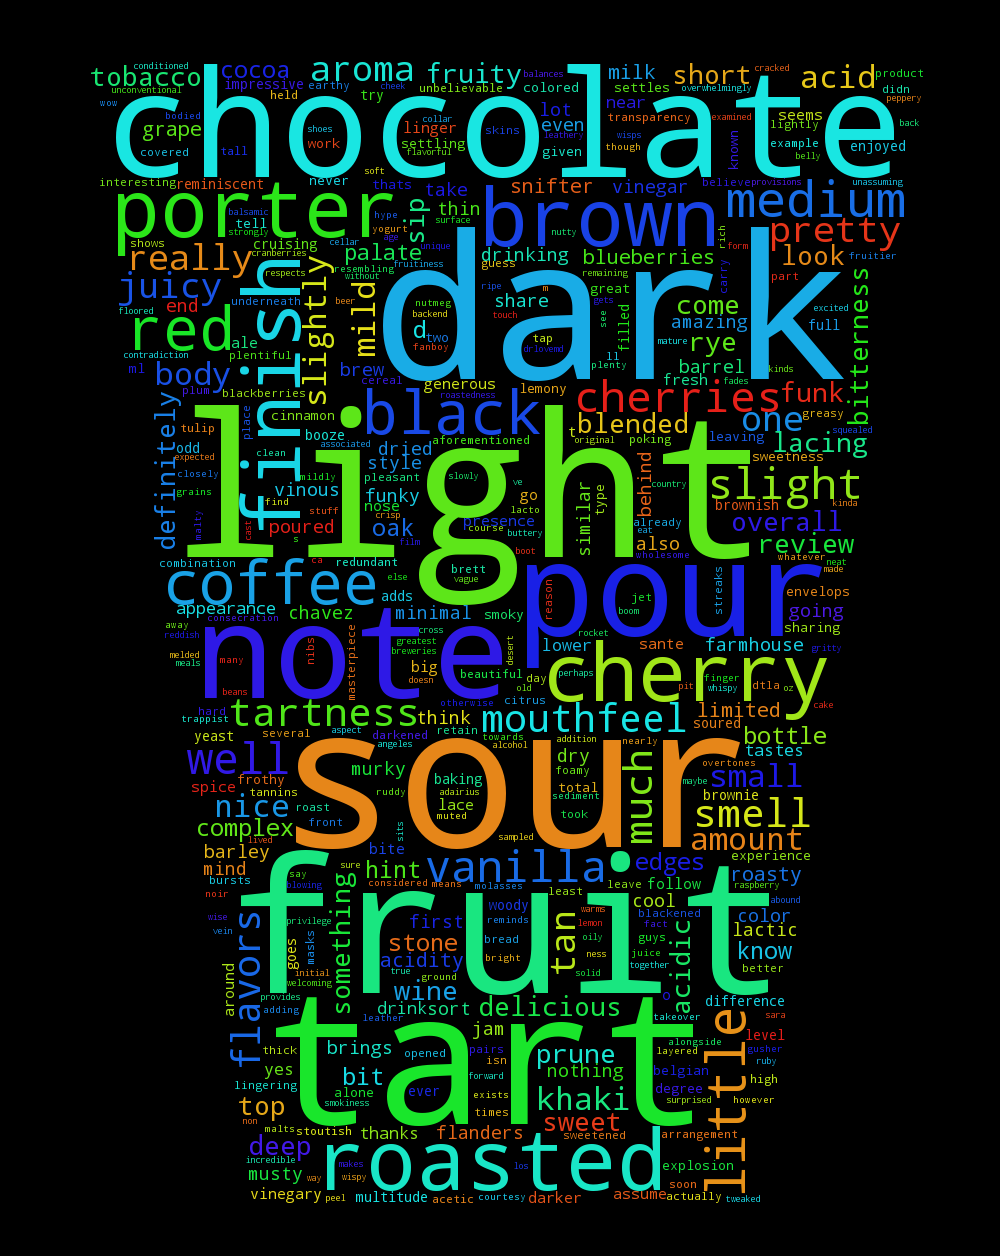 conditioned
tobacco cocoa aroma fruity milk short cracked acid product
unconventional impressive earthy unbelievable balances colored settles overwhelmingly didn
wow held try cheek lot near transparency examined seems
bodied collar even peppery back
chocolate
grape shoes linger skins leathery wisps lightly
covered tall work settling flavorful given though known example belly enjoyed
interesting reminiscent never soft thats take snifter vinegar believe provisions unassuming
porter balsamic tell strongly hype yogurt age sip thin surface brown nutty rich form medium
shows cruising cellar unique pretty
really cranberries palate drinking blueberries carry look fruitier
respects without resembling fruitiness guess remaining part
juicy finish slightly mild beer nutmeg ripe m great
end underneath backend share gets filled come excited
red floored ale d two tap see amazing full bitterness
contradiction plentiful fanboy touch drlovemd dark rye mature
ml body brew cereal generous ll plenty barrel kinds
plum blackberries roastedness lemony fresh fades
definitely tulip place cinnamon black cherries funk greasy
booze t blended one squealed
odd expected associated dried aforementioned original poking leaving lacing
closely clean mildly style pleasant slowly country sweetness
grains find vinous funky ve type behind slight kinda
malty cast poured stuff nose lacto go similar brownish
light s crisp oak presence course buttery already eat overall
combination ca film boot also wholesome review whatever
redundant brett vague neat made
coffee else adds reason jet streaks pour envelops
appearance chavez minimal smoky boom going
away consecration rocket sharing
reddish cross lower sante farmhouse gritty
melded meals many nibs masterpiece note greatest breweries desert
big beautiful perhaps finger whispy
beans doesn day old cherry pit dtla oz cake
hard otherwise citrus limited
trappist tartness think mouthfeel soured bottle
yeast several aspect darkened retain towards addition nearly tastes
angeles alcohol
well murky baking dry foamy overtones
spice frothy tannins ruddy adairius total maybe small
nice roast lace muted sediment brownie
sour took much smell
complex front sits sampled amount
barley lived bite vanilla experience
mind bursts say sure hint edges roasty
blowing considered means molasses least leave follow raspberry
noir privilege woody warms cool abound
wise vein flavors goes masks something first reminds lemon blackened color
fruit stone bread oily tan fact lactic
acidity bright ness guys juice acidic know
around initial true ground solid together better
welcoming wine
provides drinksort delicious o difference
adding leather jam takeover sara
thick brings opened pairs isn layered alongside level gusher
yes tart prune ruby
lingering bit forward nothing belgian
alone ever exists khaki degree high
smokiness times surprised little however
top non malts stoutish thanks flanders sweet
sweetened arrangement
deep incredible makes roasted explosion
musty way wispy los soon
vinegary peel multitude acetic courtesy darker assume actually tweaked